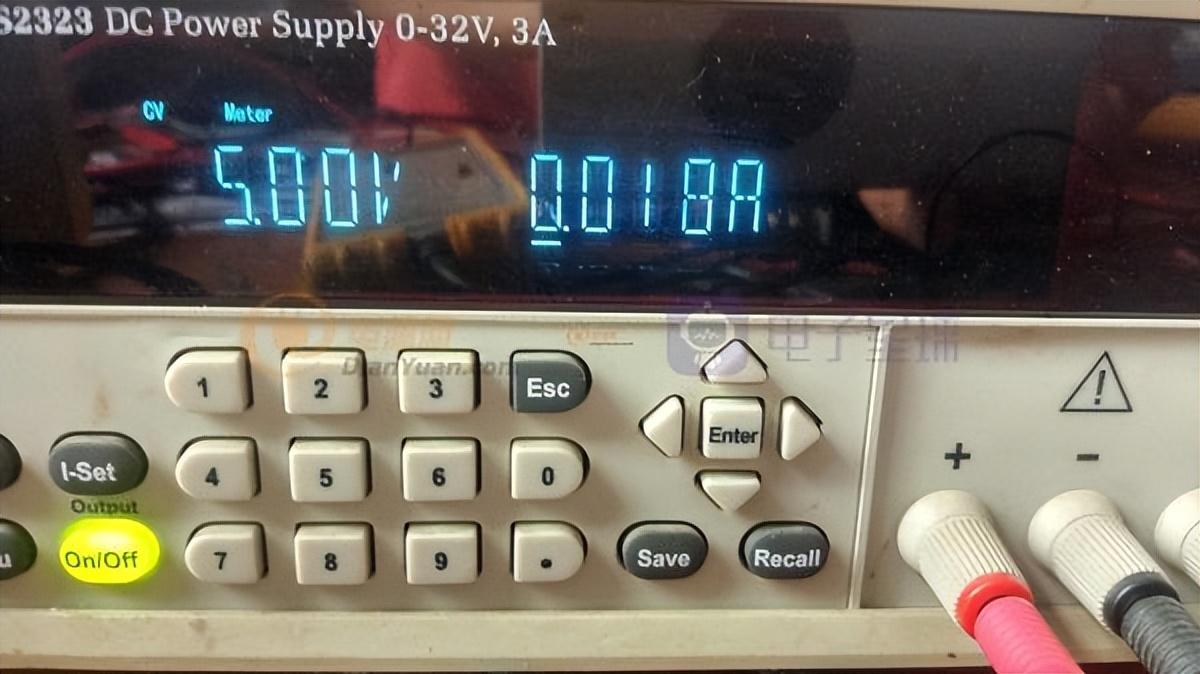 S2323 DC Power Supply 0-32V, 3A
CV Meter
5.00V 0.018A
电子星球
DianYuan.com
1 2 3 Esc
Enter
I-Set 4 5 6 0
+ -
Output
u On/Off 7 8 9 . Save Recall